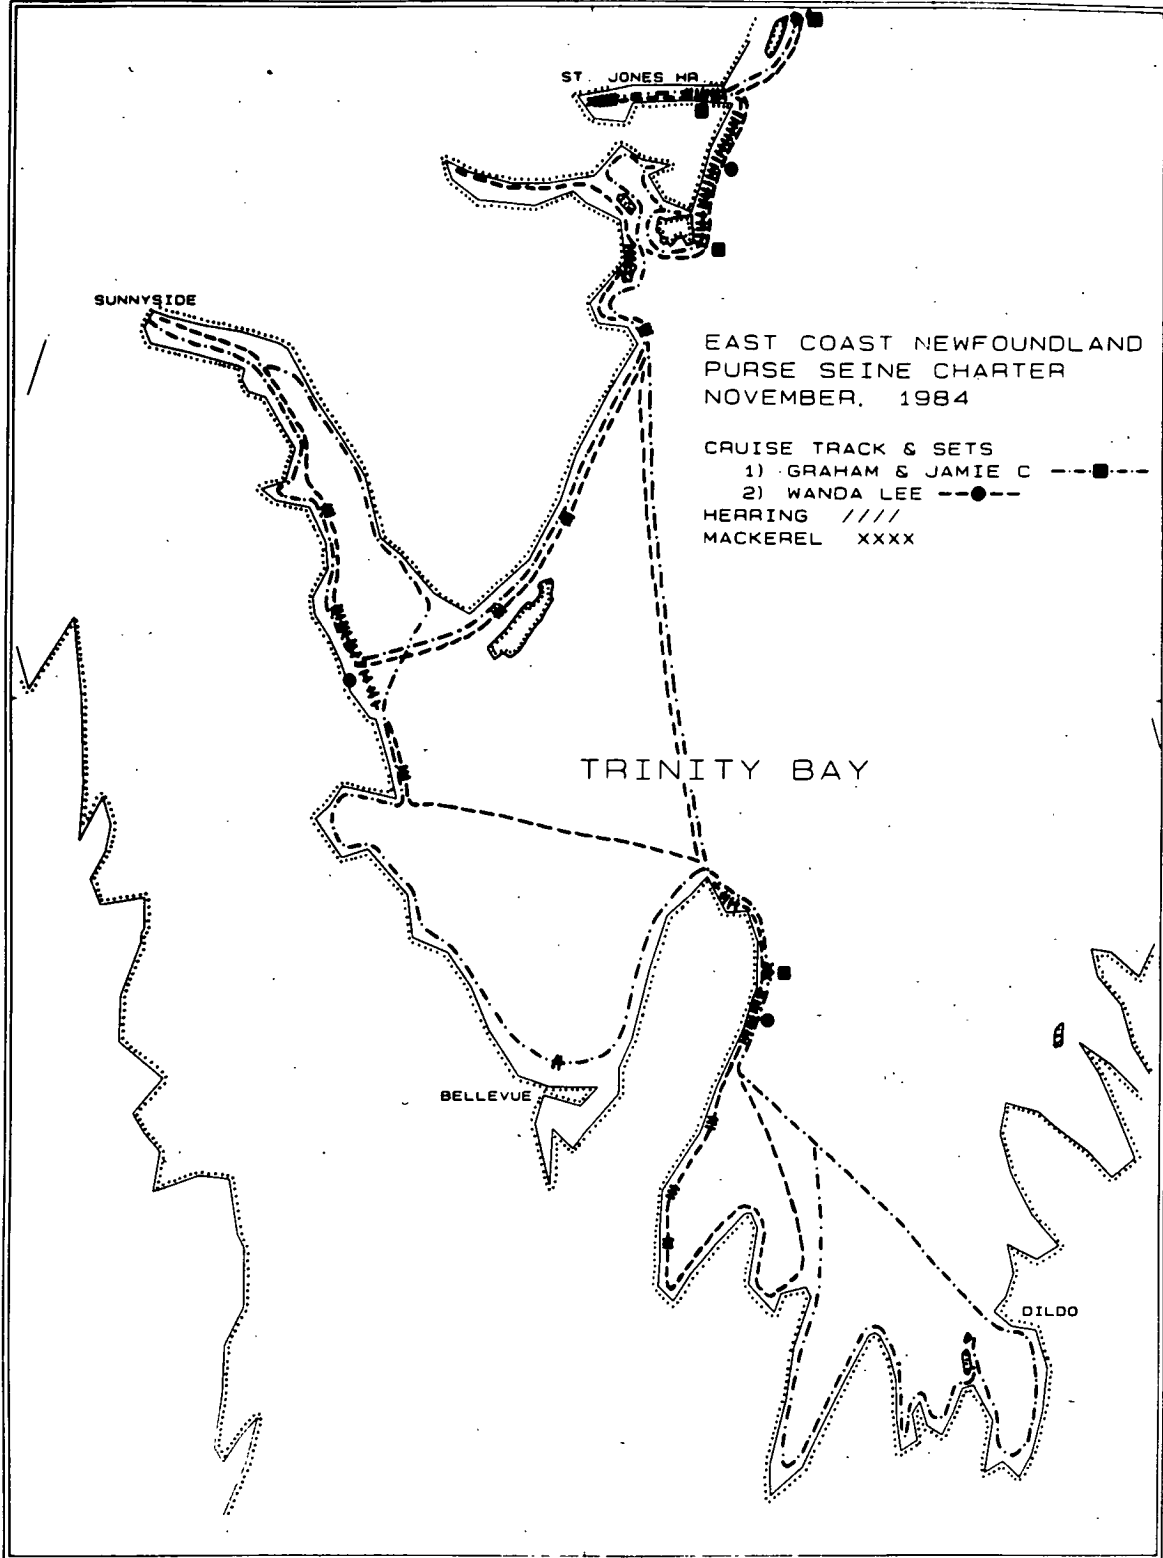 ST. JONES HR.
SUNNYSIDE
EAST COAST NEWFOUNDLAND
PURSE SEINE CHARTER
NOVEMBER, 1984
CRUISE TRACK & SETS
1) GRAHAM & JAMIE C
2) WANDA LEE
HERRING ////
MACKEREL XXXX
TRINITY BAY
BELLEVUE
DILDO